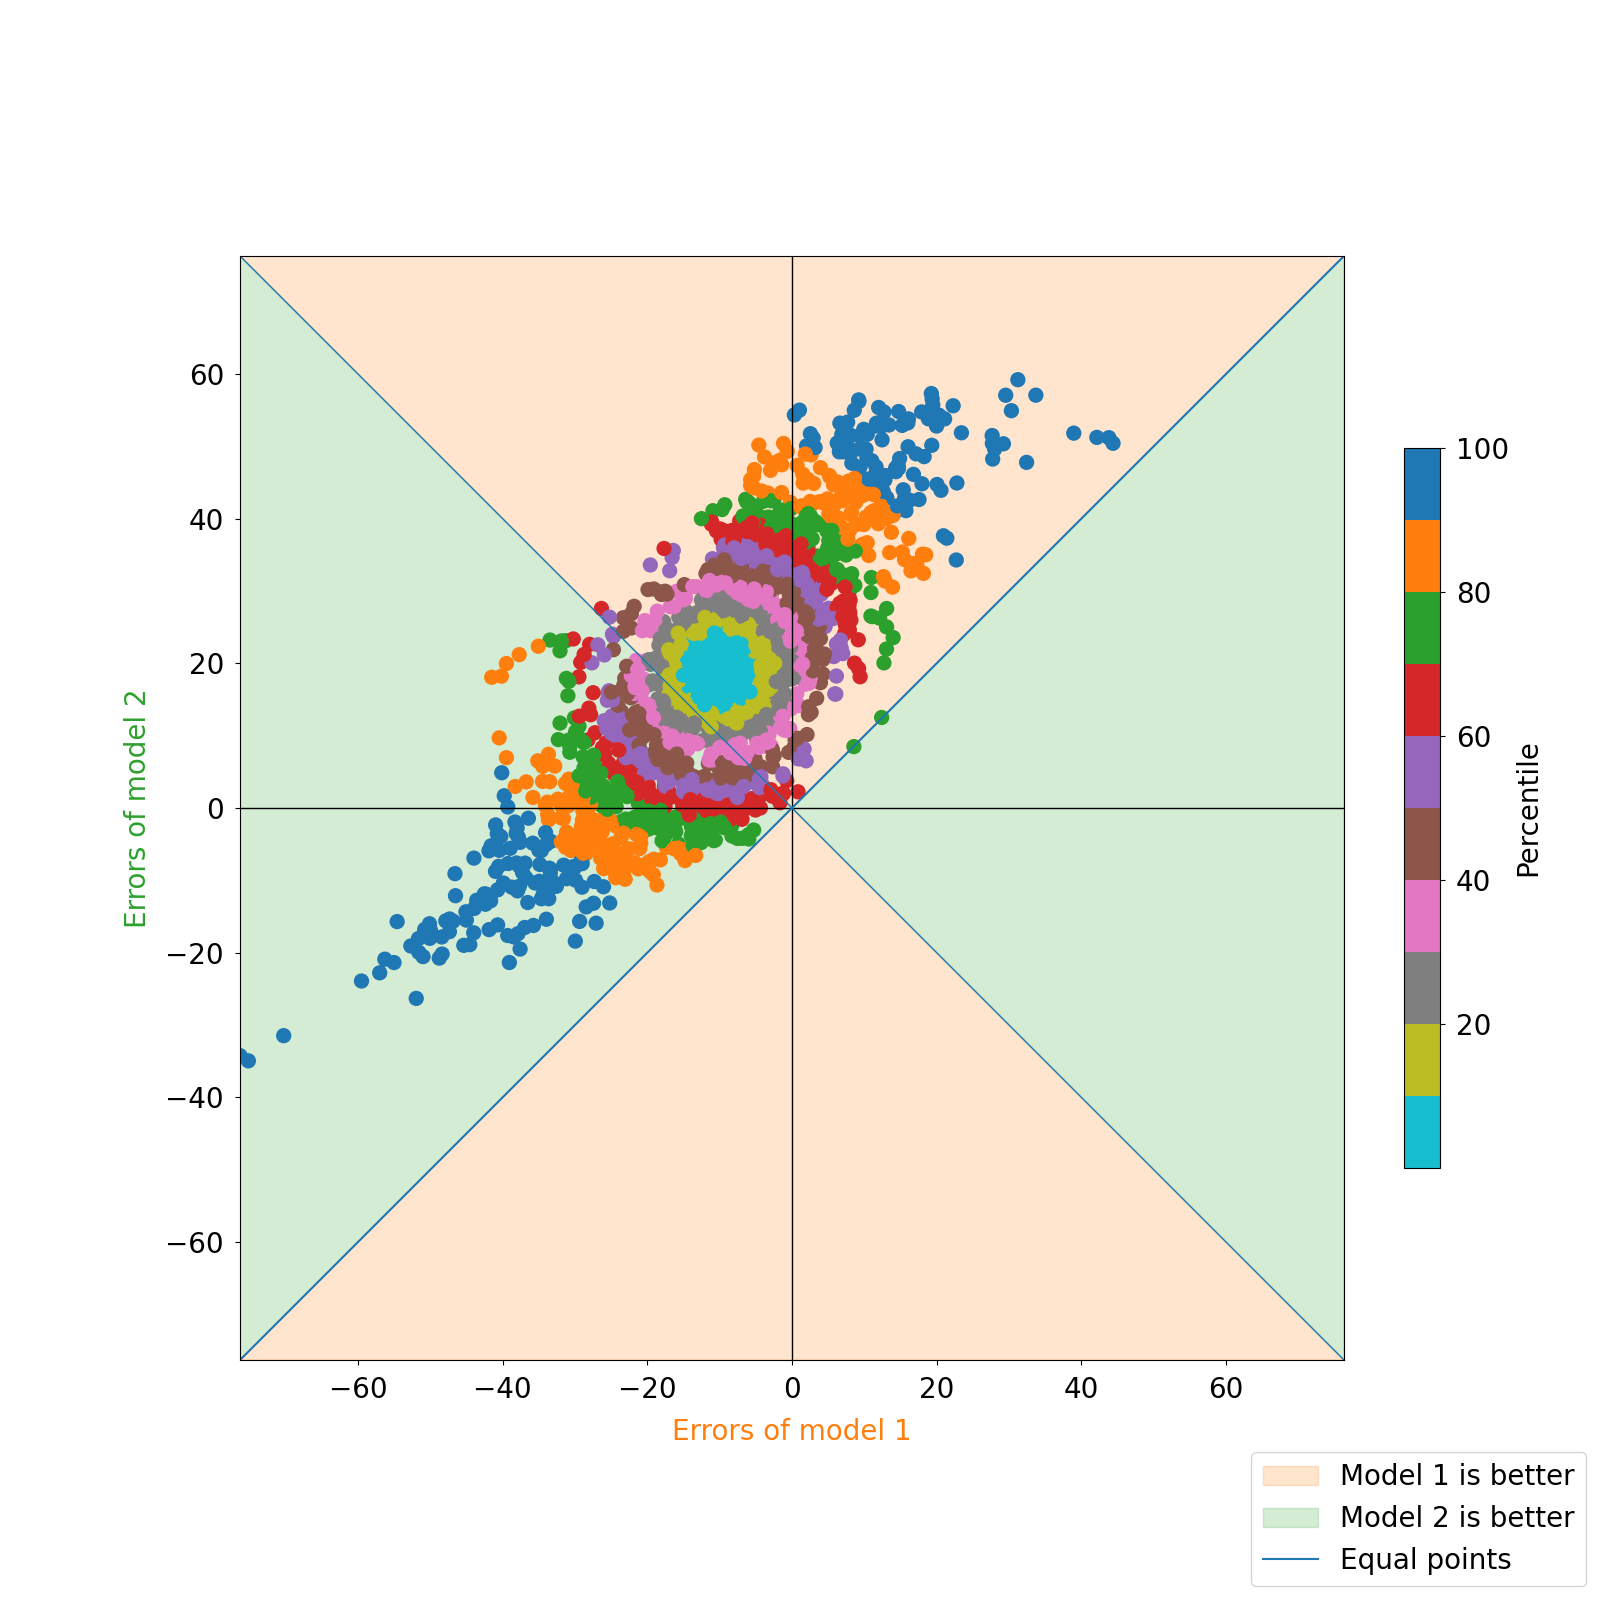 60
40
20
0
−20
−40
−60
Errors of model 2
−60 −40 −20 0 20 40 60
Errors of model 1
100
80
60
40
20
Percentile
Model 1 is better
Model 2 is better
Equal points